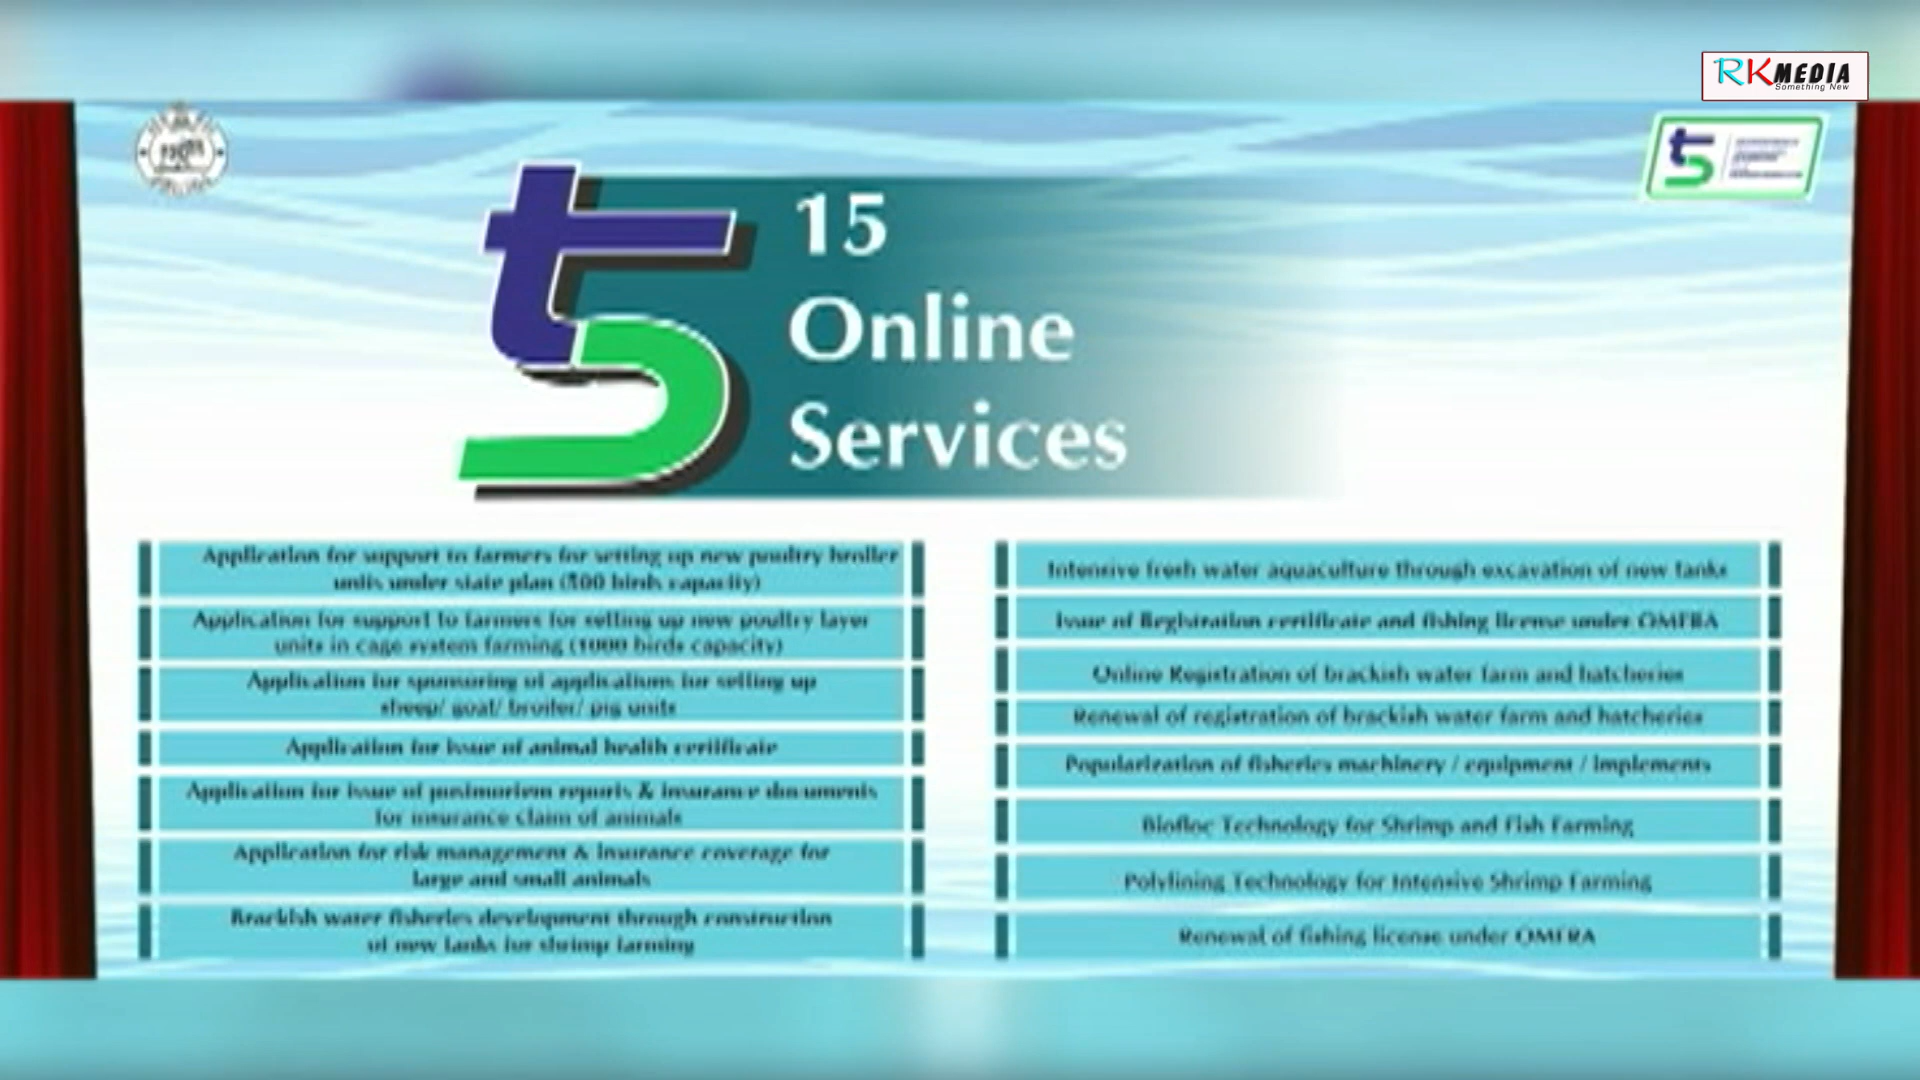 RKMEDIA
Something New
t5
15
Online
Services
Application for support to farmers for setting up new poultry broiler
units under state plan (500 birds capacity)
Application for support to farmers for setting up new poultry layer
units in cage system farming (1000 birds capacity)
Application for sponsoring of applications for setting up
sheep/ goat/ broiler/ pig units
Application for issue of animal health certificate
Application for issue of postmortem reports & insurance documents
for insurance claim of animals
Application for risk management & insurance coverage for
large and small animals
Brackish water fisheries development through construction
of new tanks for shrimp farming
Intensive fresh water aquaculture through excavation of new tanks
Issue of Registration certificate and fishing license under OMFRA
Online Registration of brackish water farm and hatcheries
Renewal of registration of brackish water farm and hatcheries
Popularization of fisheries machinery / equipment / implements
Biofloc Technology for Shrimp and Fish Farming
Polylining Technology for Intensive Shrimp Farming
Renewal of fishing license under OMFRA